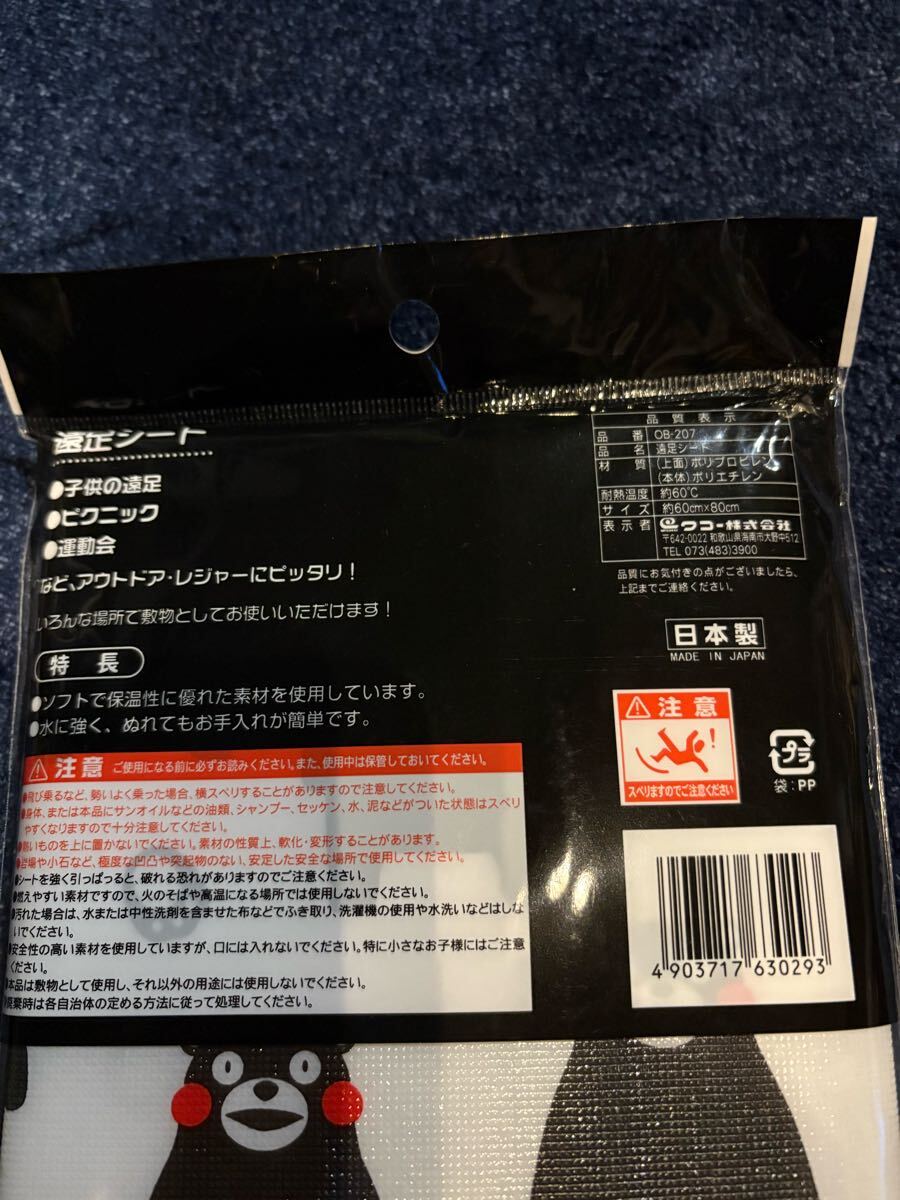 遠足シート
●子供の遠足
●ピクニック
●運動会
など、アウトドア・レジャーにピッタリ!
いろんな場所で敷物としてお使いいただけます!
特長
●ソフトで保温性に優れた素材を使用しています。
●水に強く、ぬれてもお手入れが簡単です。
注意 ご使用になる前に必ずお読みください。また、使用中は保管しておいてください。
●飛び乗るなど、勢いよく乗った場合、横スベリすることがありますので注意してください。
●身体、または本品にサンオイルなどの油類、シャンプー、セッケン、水、泥などがついた状態はスベリ
やすくなりますので十分注意してください。
●熱いものを上に置かないでください。素材の性質上、軟化・変形することがあります。
●岩場や小石など、極度な凹凸や突起物のない、安定した安全な場所で使用してください。
●シートを強く引っぱっると、破れる恐れがありますのでご注意ください。
●燃えやすい素材ですので、火のそばや高温になる場所では使用しないでください。
●汚れた場合は、水または中性洗剤を含ませた布などでふき取り、洗濯機の使用や水洗いなどはしな
いでください。
●安全性の高い素材を使用していますが、口には入れないでください。特に小さなお子様にはご注意
ください。
●本品は敷物として使用し、それ以外の用途には使用しないでください。
●廃棄時は各自治体の定める方法に従って処理してください。
品質表示
品番 OB-207
品名 遠足シート
材質 (上面)ポリプロピレン
(本体)ポリエチレン
耐熱温度 約60℃
サイズ 約60cm×80cm
表示者 ワコー株式会社
〒642-0022 和歌山県海南市大野中512
TEL 073(483)3900
品質にお気付きの点がございましたら、
上記までご連絡ください。
日本製
MADE IN JAPAN
注意
スベリますのでご注意ください
プラ
袋:PP
4 903717 630293